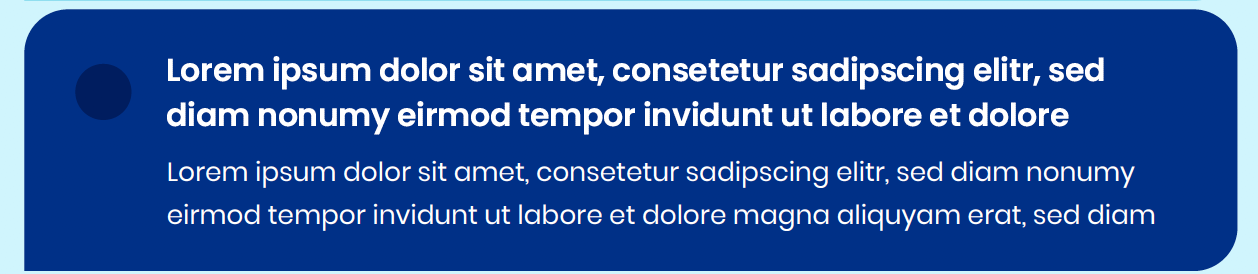 Lorem ipsum dolor sit amet, consetetur sadipscing elitr, sed
diam nonumy eirmod tempor invidunt ut labore et dolore
Lorem ipsum dolor sit amet, consetetur sadipscing elitr, sed diam nonumy
eirmod tempor invidunt ut labore et dolore magna aliquyam erat, sed diam